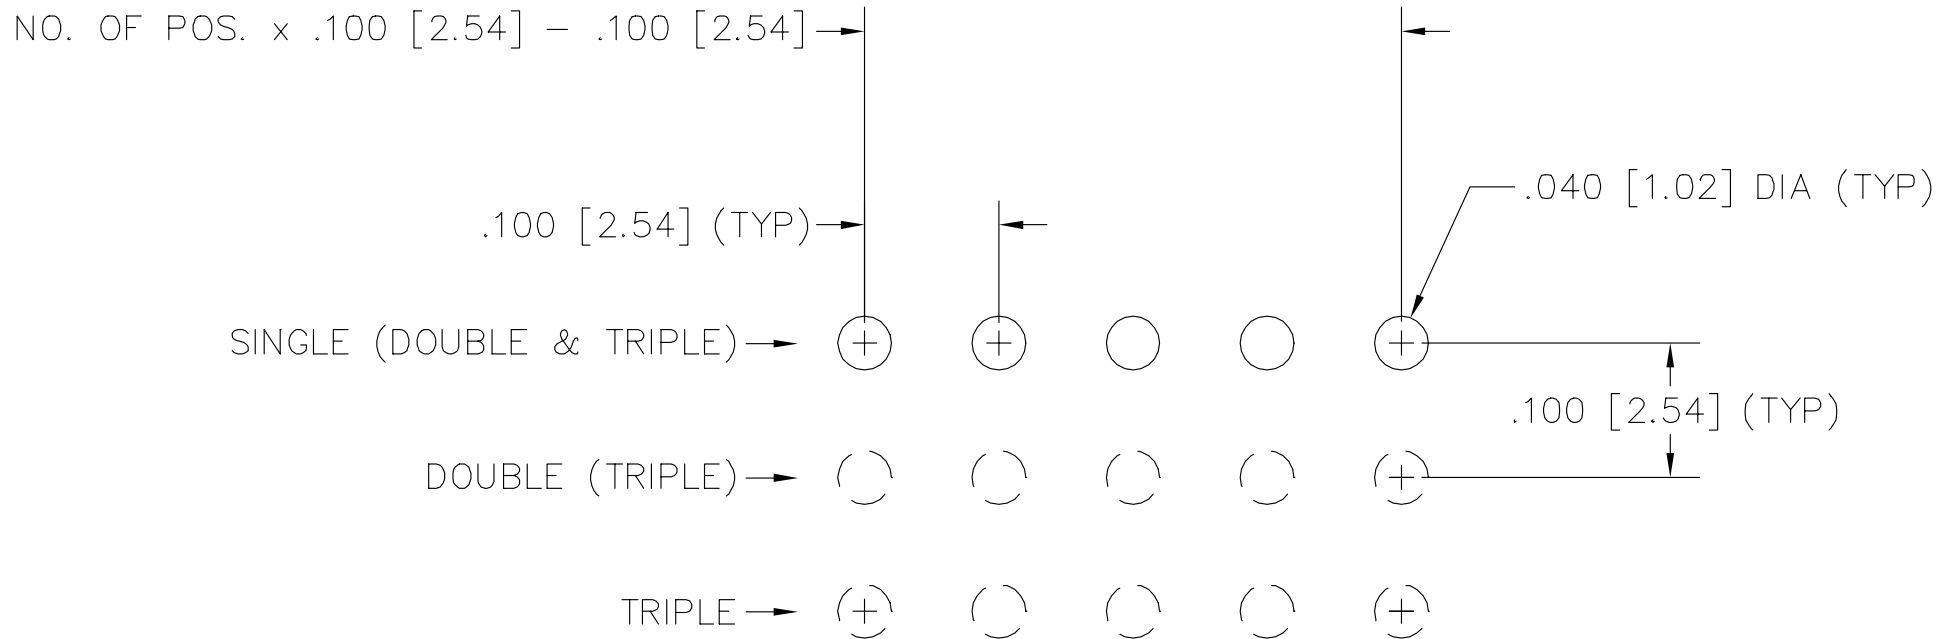 NO. OF POS. x .100 [2.54] - .100 [2.54]
.040 [1.02] DIA (TYP)
.100 [2.54] (TYP)
SINGLE (DOUBLE & TRIPLE)
.100 [2.54] (TYP)
DOUBLE (TRIPLE)
TRIPLE